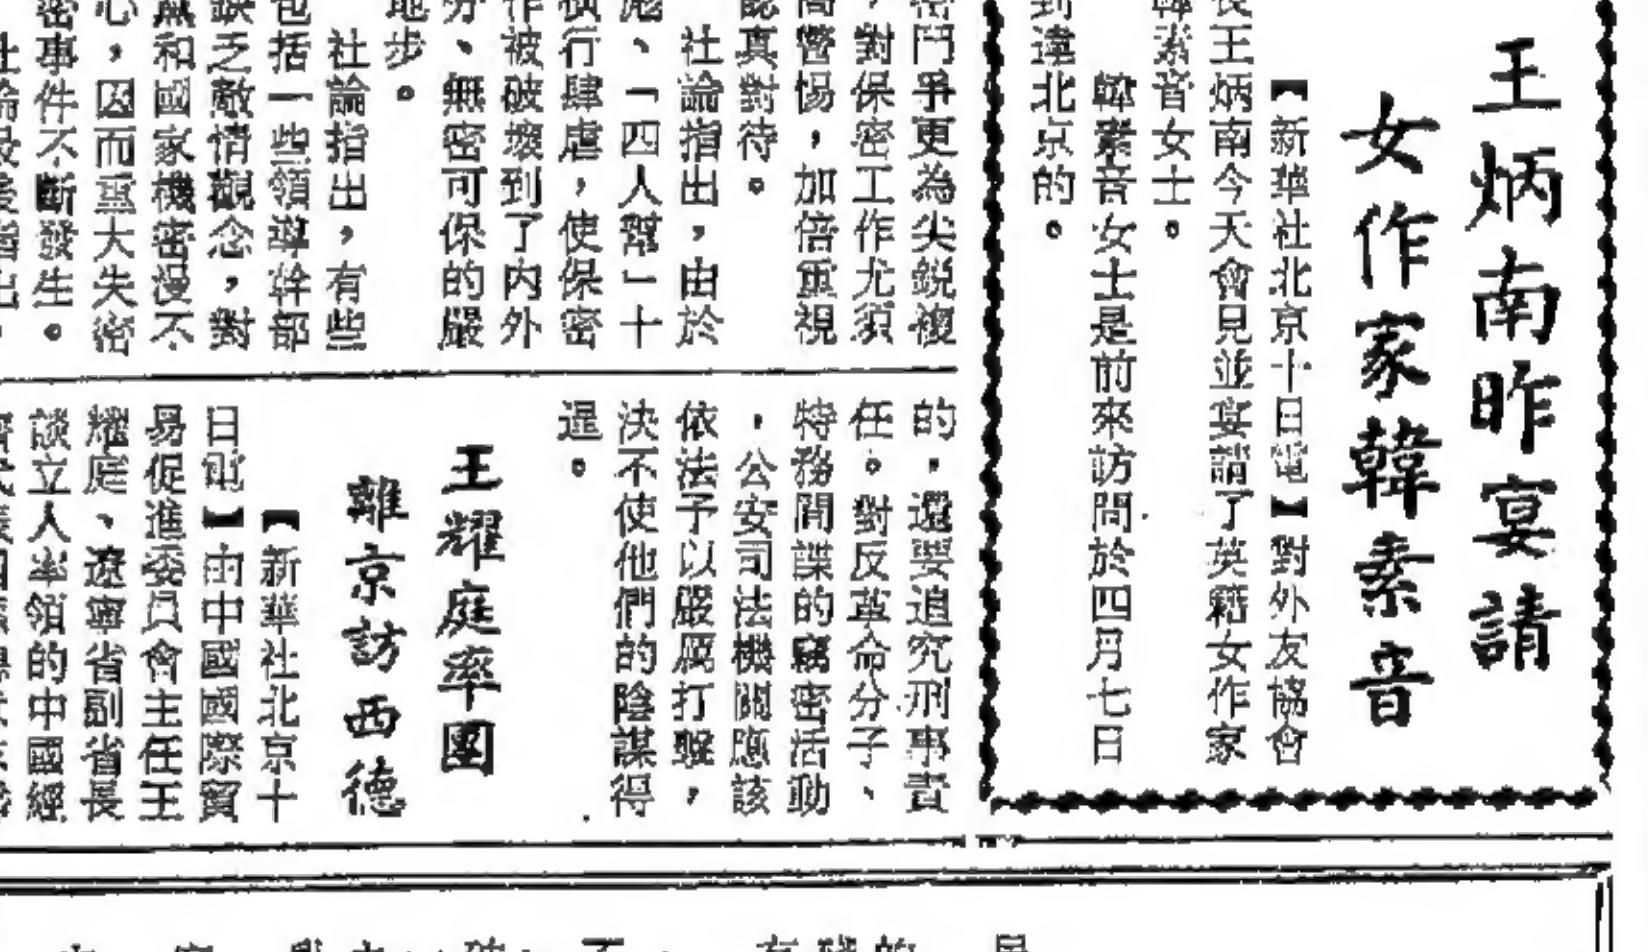 王炳南昨宴請
女作家韓素音
【新華社北京十日電】對外友協會
長王炳南今天會見並宴請了英籍女作家
韓素音女士。
韓素音女士是前來訪問於四月七日
到達北京的。
密鬥爭更為尖銳複
，對保密工作尤須
高警惕，加倍重視
認真對待。
社論指出，由於
彪、「四人幫」十
橫行肆虐，使保密
作被破壞到了內外
分、無密可保的嚴
地步。
社論指出，有些
包括一些領導幹部
誤乏敵情觀念，對
黨和國家機密漫不
心，因而重大失密
密事件不斷發生。
社論最後指出，
的，還要追究刑事責
任。對反革命分子、
特務間諜的竊密活動
，公安司法機關應該
依法予以嚴厲打擊，
決不使他們的陰謀得
逞。
王耀庭率團
離京訪西德
【新華社北京十
日電】由中國國際貿
易促進委員會主任王
耀庭、遼寧省副省長
談立人率領的中國經